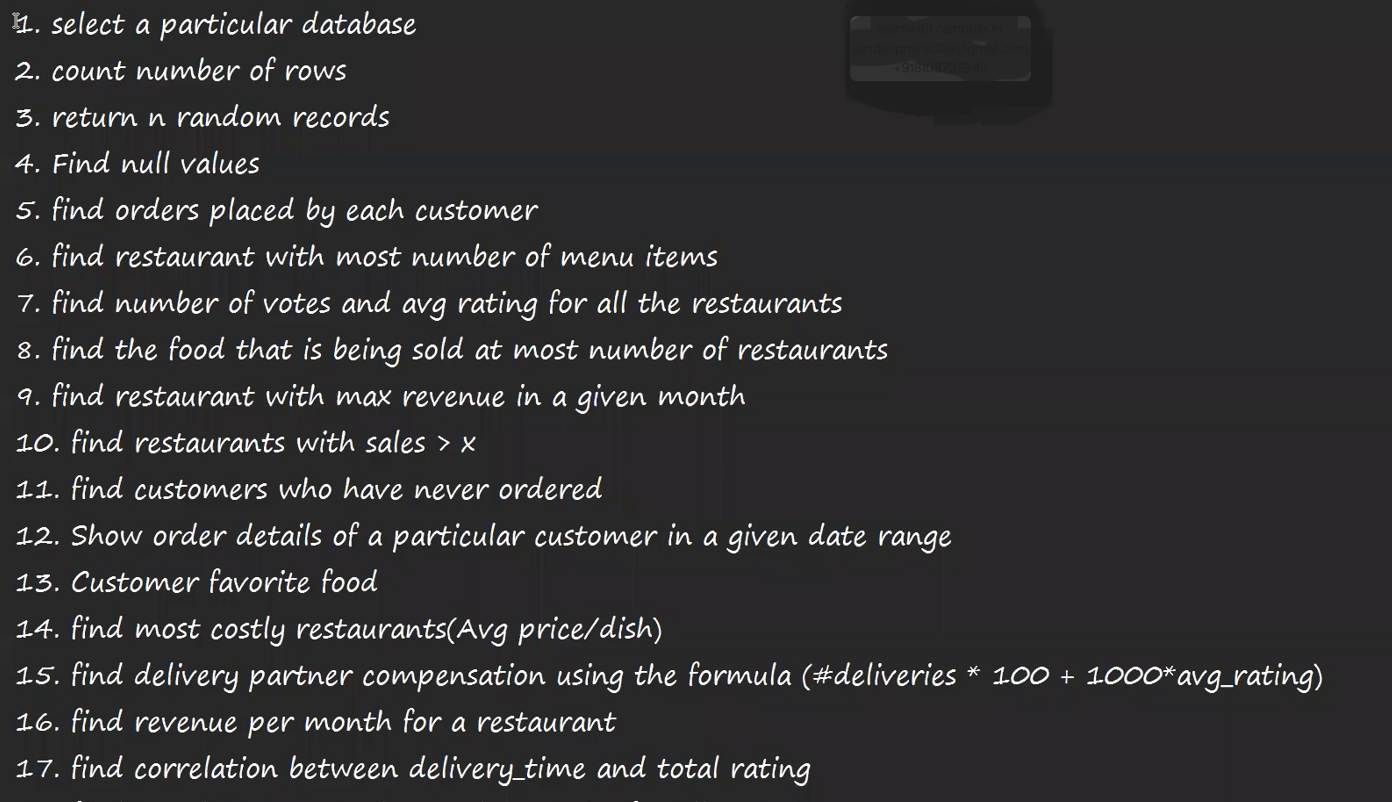 1. select a particular database
2. count number of rows
3. return n random records
4. Find null values
5. find orders placed by each customer
6. find restaurant with most number of menu items
7. find number of votes and avg rating for all the restaurants
8. find the food that is being sold at most number of restaurants
9. find restaurant with max revenue in a given month
10. find restaurants with sales > x
11. find customers who have never ordered
12. Show order details of a particular customer in a given date range
13. Customer favorite food
14. find most costly restaurants(Avg price/dish)
15. find delivery partner compensation using the formula (#deliveries * 100 + 1000*avg_rating)
16. find revenue per month for a restaurant
17. find correlation between delivery_time and total rating